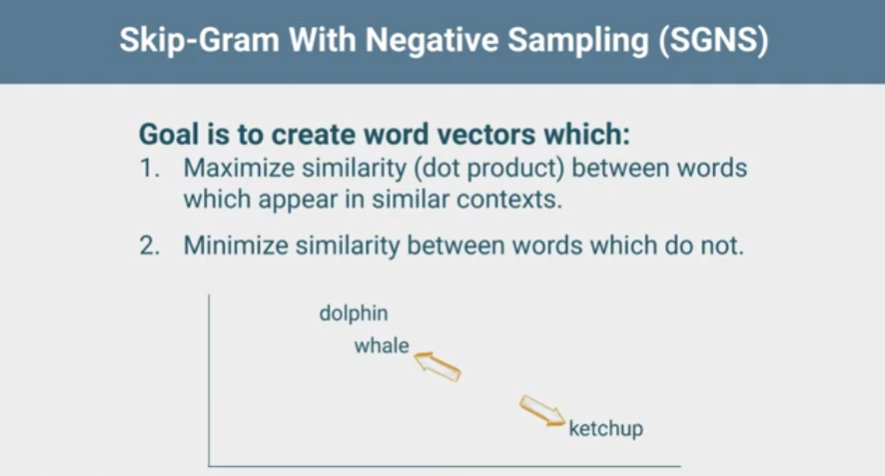 Skip-Gram With Negative Sampling (SGNS)
Goal is to create word vectors which:
1. Maximize similarity (dot product) between words
which appear in similar contexts.
2. Minimize similarity between words which do not.
dolphin
whale
ketchup